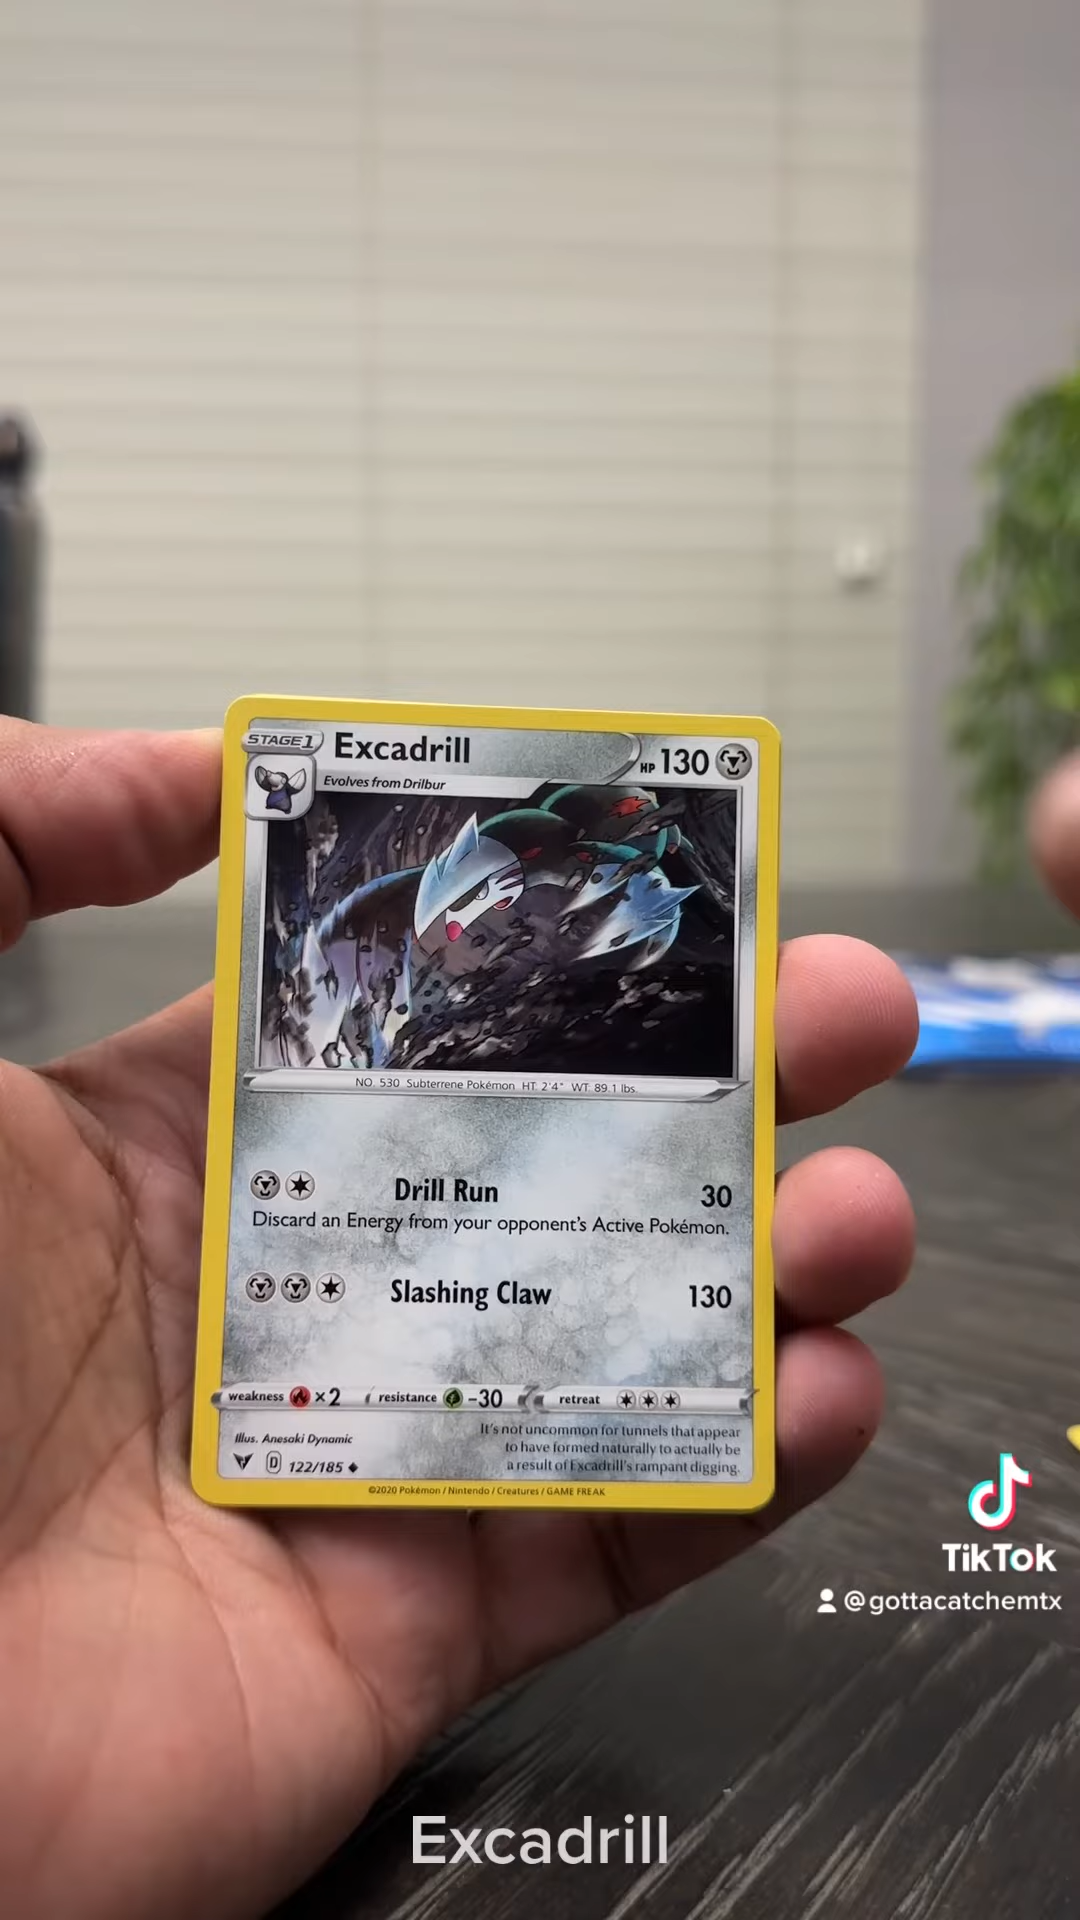 STAGE1
Excadrill
HP 130
Evolves from Drilbur
NO. 530 Subterrene Pokémon HT: 2'4" WT: 89.1 lbs.
Drill Run 30
Discard an Energy from your opponent's Active Pokémon.
Slashing Claw 130
weakness ×2 resistance -30 retreat
Illus. Anesaki Dynamic
It's not uncommon for tunnels that appear
to have formed naturally to actually be
a result of Excadrill's rampant digging.
D 122/185
©2020 Pokémon / Nintendo / Creatures / GAME FREAK
TikTok
@gottacatchemtx
Excadrill